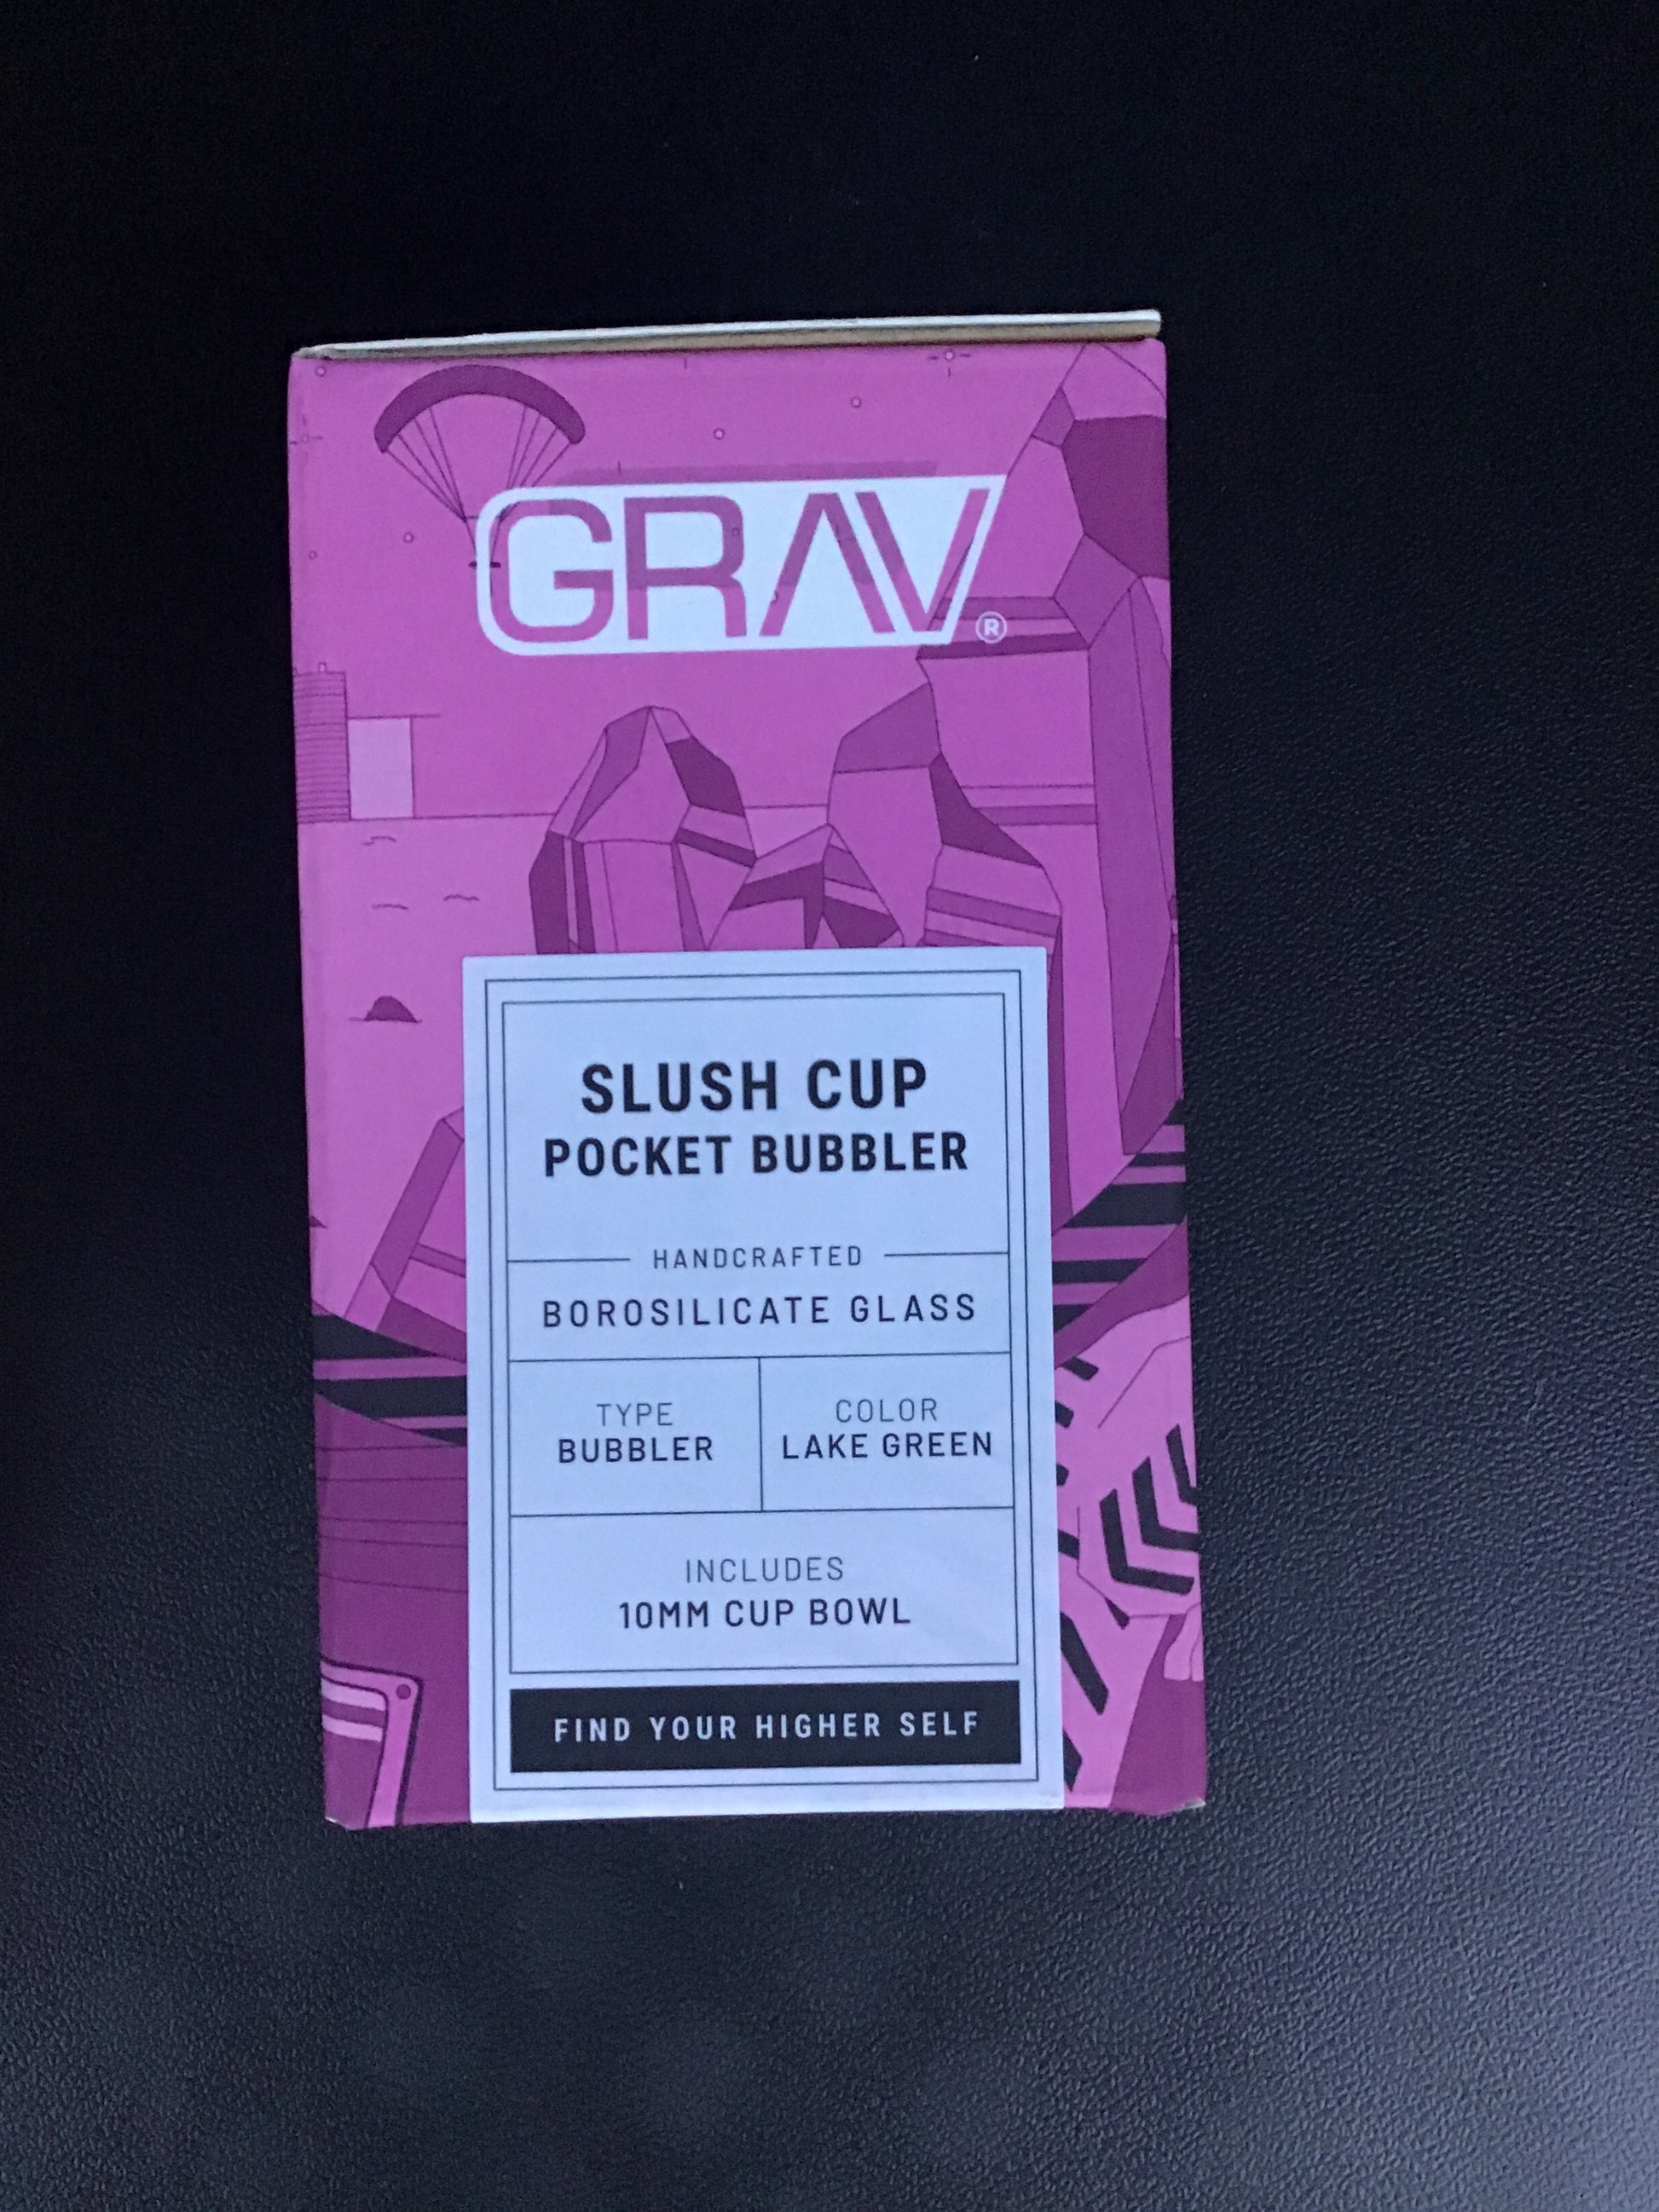 GRAV®
SLUSH CUP
POCKET BUBBLER
HANDCRAFTED
BOROSILICATE GLASS
TYPE
BUBBLER
COLOR
LAKE GREEN
INCLUDES
10MM CUP BOWL
FIND YOUR HIGHER SELF